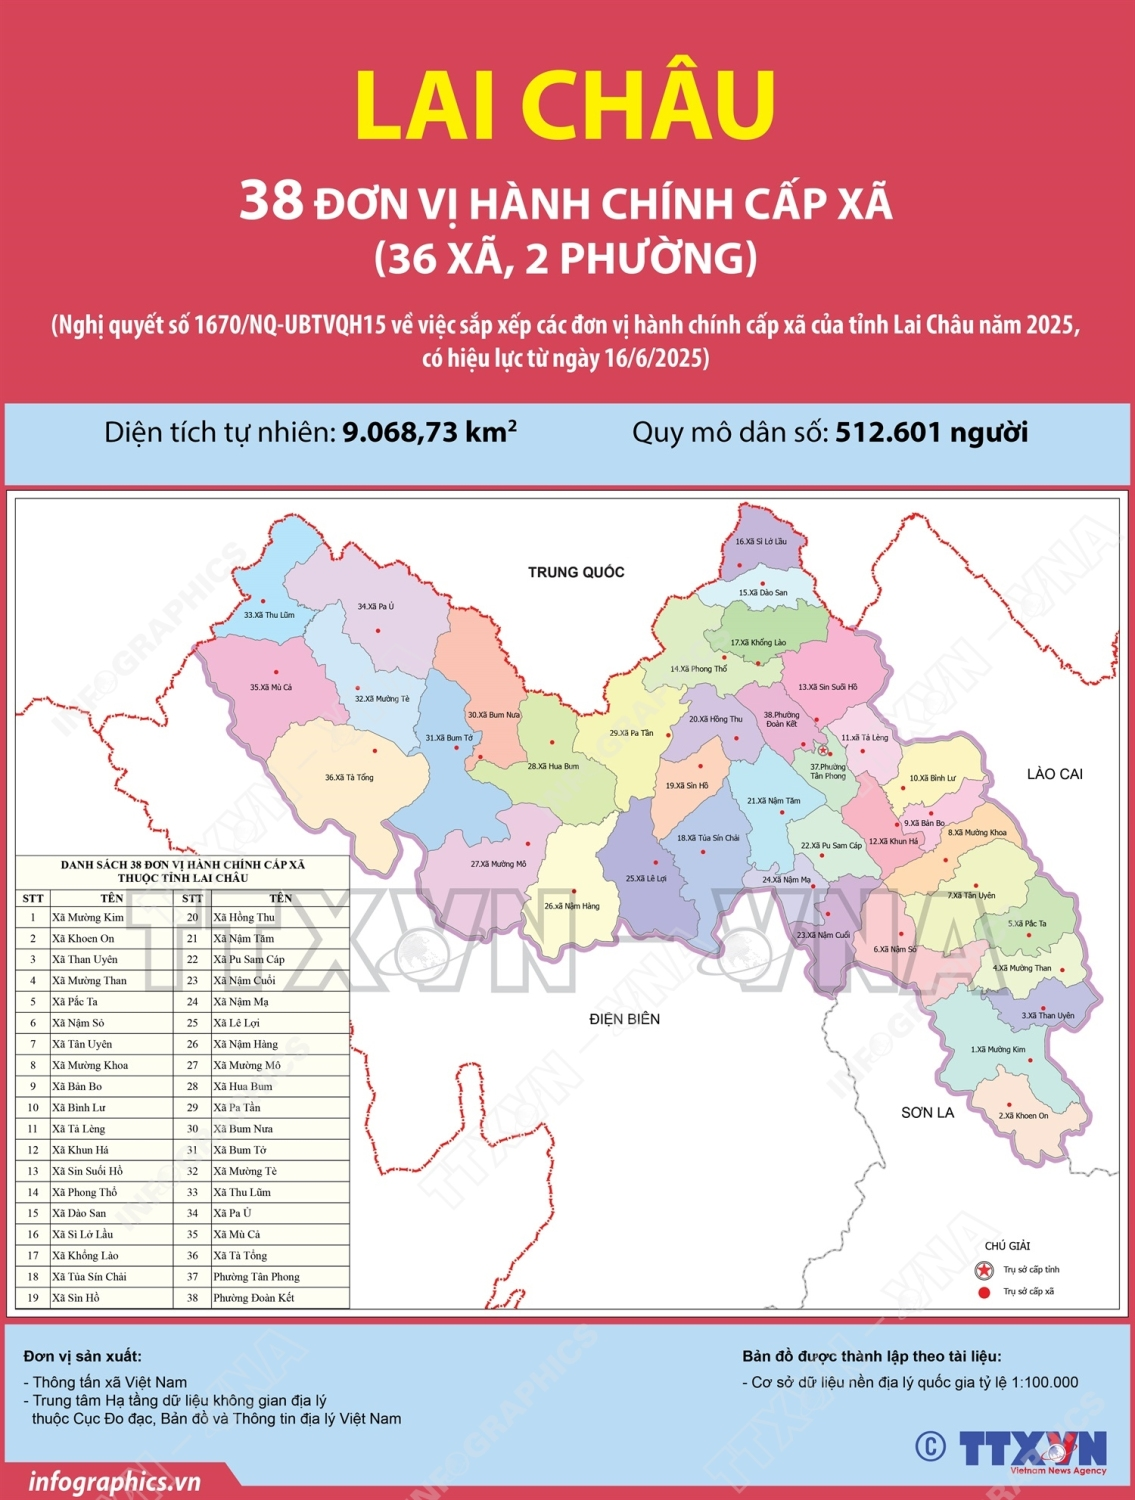 LAI CHÂU
38 ĐƠN VỊ HÀNH CHÍNH CẤP XÃ
(36 XÃ, 2 PHƯỜNG)
(Nghị quyết số 1670/NQ-UBTVQH15 về việc sắp xếp các đơn vị hành chính cấp xã của tỉnh Lai Châu năm 2025,
có hiệu lực từ ngày 16/6/2025)
Diện tích tự nhiên: 9.068,73 km²
Quy mô dân số: 512.601 người
TRUNG QUỐC
16.Xã Sì Lở Lầu
15.Xã Dào San
33.Xã Thu Lũm
34.Xã Pa Ủ
17.Xã Khổng Lào
14.Xã Phong Thổ
35.Xã Mù Cả
32.Xã Mường Tè
13.Xã Sin Suối Hồ
30.Xã Bum Nưa
20.Xã Hồng Thu
38.Phường
Đoàn Kết
29.Xã Pa Tần
31.Xã Bum Tở
11.xã Tả Lèng
28.Xã Hua Bum
37.Phường
Tân Phong
36.Xã Tà Tổng
10.Xã Bình Lư
LÀO CAI
19.Xã Sìn Hồ
21.Xã Nậm Tăm
9.Xã Bản Bo
8.Xã Mường Khoa
18.Xã Tủa Sín Chải
12.Xã Khun Há
22.Xã Pu Sam Cáp
27.Xã Mường Mô
25.Xã Lê Lợi
24.Xã Nậm Mạ
7.Xã Tân Uyên
26.xã Nậm Hàng
5.Xã Pắc Ta
23.Xã Nậm Cuổi
6.Xã Nậm Sỏ
4.Xã Mường Than
3.Xã Than Uyên
ĐIỆN BIÊN
1.Xã Mường Kim
SƠN LA
2.Xã Khoen On
DANH SÁCH 38 ĐƠN VỊ HÀNH CHÍNH CẤP XÃ
THUỘC TỈNH LAI CHÂU
STT TÊN STT TÊN
1 Xã Mường Kim 20 Xã Hồng Thu
2 Xã Khoen On 21 Xã Nậm Tăm
3 Xã Than Uyên 22 Xã Pu Sam Cáp
4 Xã Mường Than 23 Xã Nậm Cuổi
5 Xã Pắc Ta 24 Xã Nậm Mạ
6 Xã Nậm Sỏ 25 Xã Lê Lợi
7 Xã Tân Uyên 26 Xã Nậm Hàng
8 Xã Mường Khoa 27 Xã Mường Mô
9 Xã Bản Bo 28 Xã Hua Bum
10 Xã Bình Lư 29 Xã Pa Tần
11 Xã Tả Lèng 30 Xã Bum Nưa
12 Xã Khun Há 31 Xã Bum Tở
13 Xã Sin Suối Hồ 32 Xã Mường Tè
14 Xã Phong Thổ 33 Xã Thu Lũm
15 Xã Dào San 34 Xã Pa Ủ
16 Xã Sì Lở Lầu 35 Xã Mù Cả
17 Xã Khổng Lào 36 Xã Tà Tổng
18 Xã Tủa Sín Chải 37 Phường Tân Phong
19 Xã Sìn Hồ 38 Phường Đoàn Kết
TTXVN - VNA
CHÚ GIẢI
Trụ sở cấp tỉnh
Trụ sở cấp xã
Đơn vị sản xuất:
- Thông tấn xã Việt Nam
- Trung tâm Hạ tầng dữ liệu không gian địa lý
thuộc Cục Đo đạc, Bản đồ và Thông tin địa lý Việt Nam
Bản đồ được thành lập theo tài liệu:
- Cơ sở dữ liệu nền địa lý quốc gia tỷ lệ 1:100.000
© TTXVN
Vietnam News Agency
infographics.vn